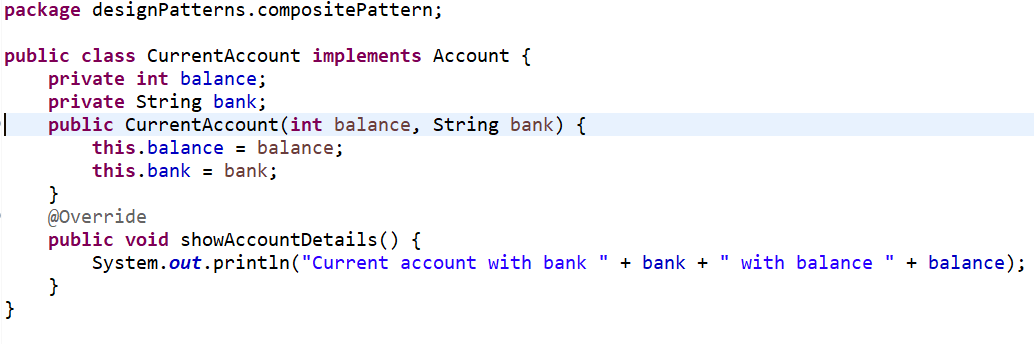 package designPatterns.compositePattern;

public class CurrentAccount implements Account {
    private int balance;
    private String bank;
    public CurrentAccount(int balance, String bank) {
        this.balance = balance;
        this.bank = bank;
    }
    @Override
    public void showAccountDetails() {
        System.out.println("Current account with bank " + bank + " with balance " + balance);
    }
}